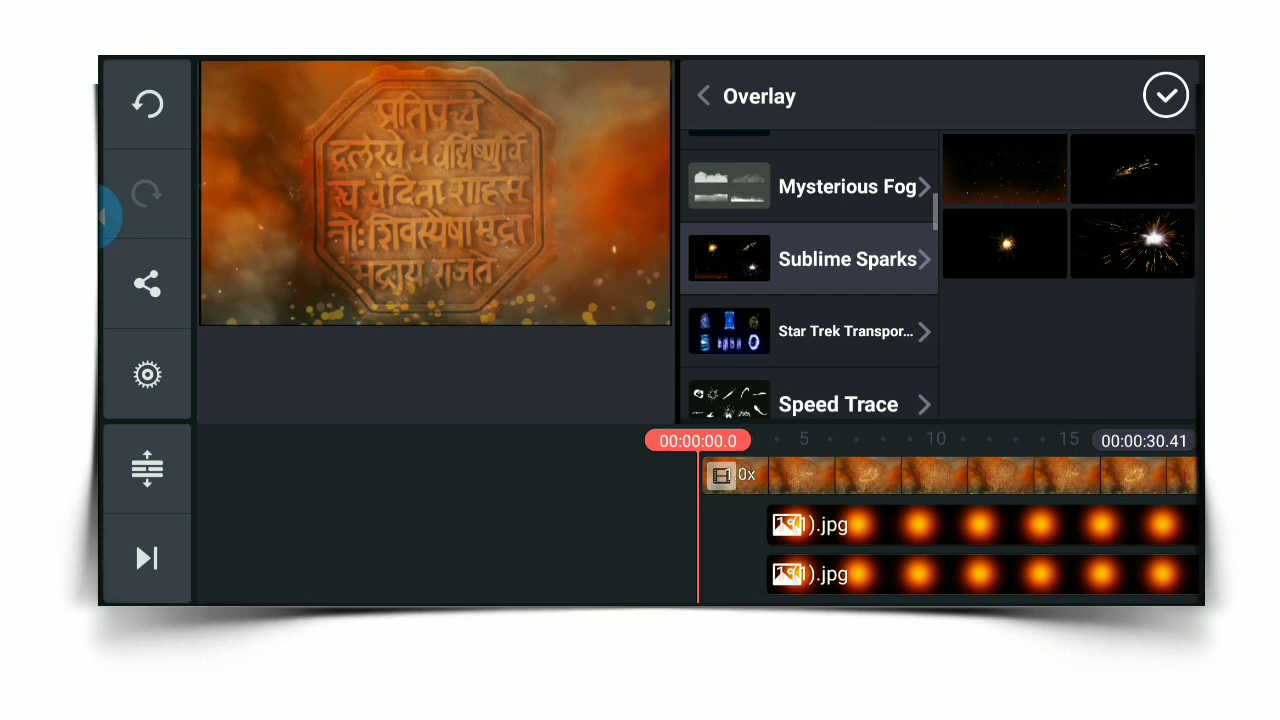 प्रतिपच्चं
द्रलेखेव वर्धिष्णुर्वि
श्व वंदिता शाहसू
नोः शिवस्यैषा मुद्रा
भद्राय राजते
Overlay
Mysterious Fog
Sublime Sparks
Star Trek Transpor...
Speed Trace
00:00:00.0 5 10 15 00:00:30.41
.0x
1).jpg
1).jpg